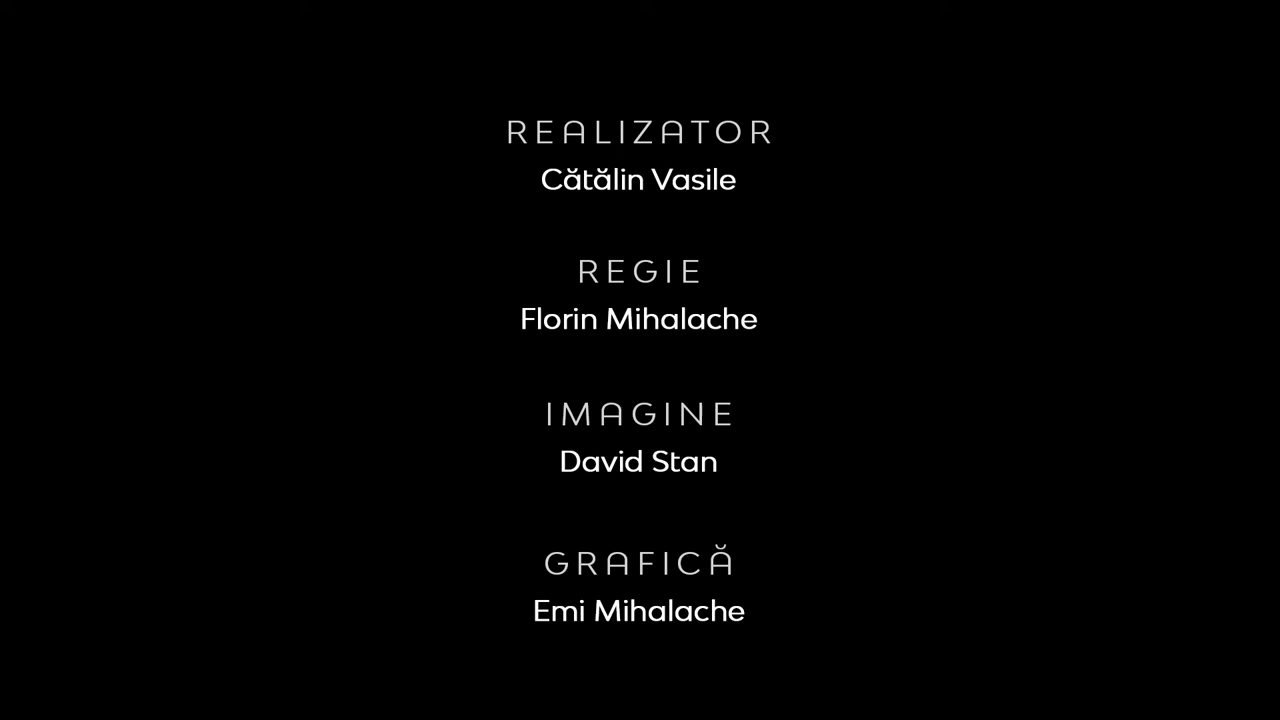 REALIZATOR
Cătălin Vasile
REGIE
Florin Mihalache
IMAGINE
David Stan
GRAFICĂ
Emi Mihalache